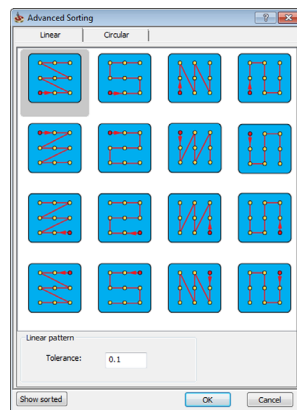 Advanced Sorting
Linear
Circular
Linear pattern
Tolerance:
0.1
Show sorted
OK
Cancel